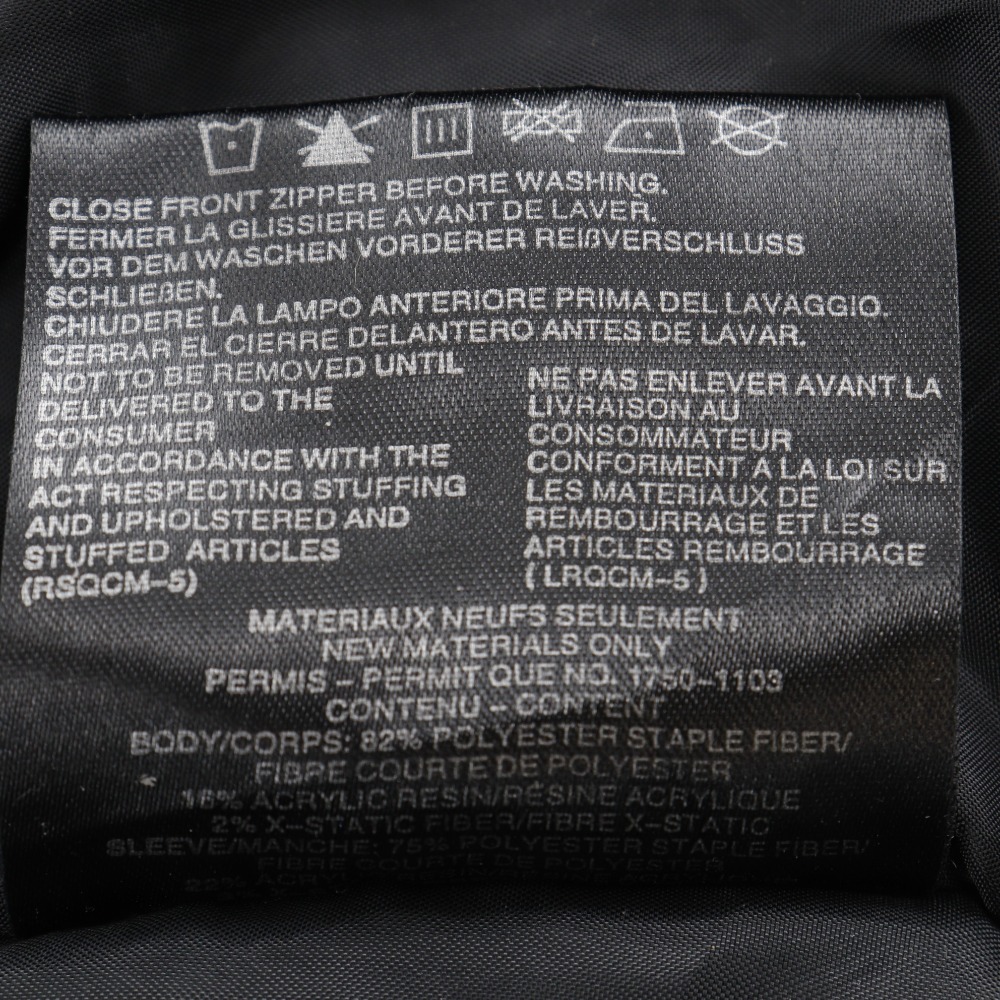 CLOSE FRONT ZIPPER BEFORE WASHING.
FERMER LA GLISSIERE AVANT DE LAVER.
VOR DEM WASCHEN VORDERER REIßVERSCHLUSS
SCHLIEßEN.
CHIUDERE LA LAMPO ANTERIORE PRIMA DEL LAVAGGIO.
CERRAR EL CIERRE DELANTERO ANTES DE LAVAR.
NOT TO BE REMOVED UNTIL
DELIVERED TO THE
CONSUMER
IN ACCORDANCE WITH THE
ACT RESPECTING STUFFING
AND UPHOLSTERED AND
STUFFED ARTICLES
(RSQCM-5)
NE PAS ENLEVER AVANT LA
LIVRAISON AU
CONSOMMATEUR
CONFORMENT A LA LOI SUR
LES MATERIAUX DE
REMBOURRAGE ET LES
ARTICLES REMBOURRAGE
(LRQCM-5)
MATERIAUX NEUFS SEULEMENT
NEW MATERIALS ONLY
PERMIS - PERMIT QUE NO. 1750-1103
CONTENU - CONTENT
BODY/CORPS: 82% POLYESTER STAPLE FIBER/
FIBRE COURTE DE POLYESTER
16% ACRYLIC RESIN/RESINE ACRYLIQUE
2% X-STATIC FIBER/FIBRE X-STATIC
SLEEVE/MANCHE: 75% POLYESTER STAPLE FIBER/
FIBRE COURTE DE POLYESTER